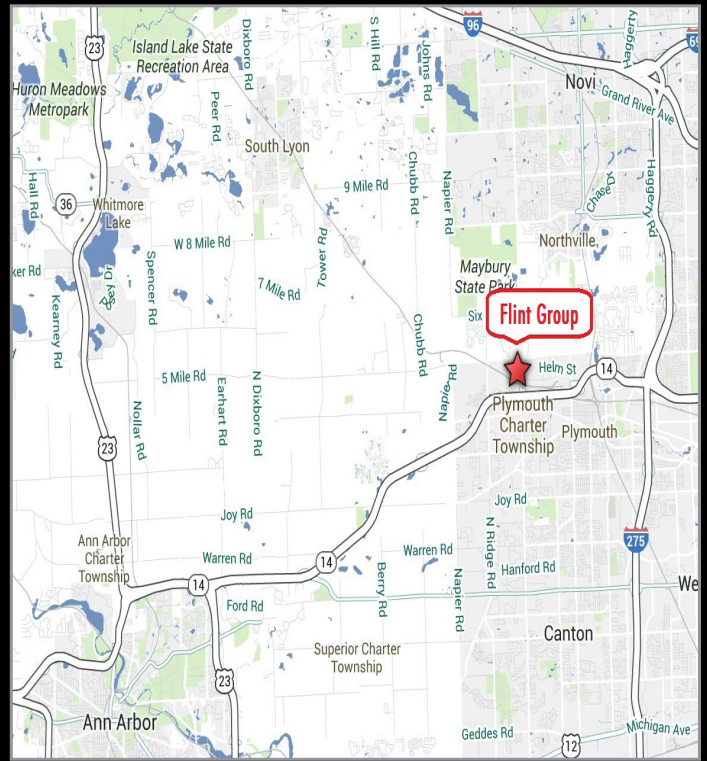 96
Haggerty
69
23
Island Lake State
Recreation Area
Dixboro Rd
S Hill Rd
Johns Rd
Novi
Huron Meadows
Metropark
Peer Rd
Grand River Ave
South Lyon
Hall Rd
36
Whitmore
Lake
9 Mile Rd
Chubb Rd
Napier Rd
Chase Dr
Haggerty Rd
Northville
W 8 Mile Rd
Tower Rd
ker Rd
Spencer Rd
7 Mile Rd
Maybury
State Park
Kearney Rd
Six
Flint Group
Chubb Rd
5 Mile Rd
Helm St
14
Napier Rd
Earhart Rd
N Dixboro Rd
Nollar Rd
Plymouth
Charter
Township
Plymouth
23
Joy Rd
Joy Rd
Ann Arbor
Charter
Township
Warren Rd
14
Warren Rd
N Ridge Rd
Hanford Rd
275
14
Ford Rd
Berry Rd
Napier Rd
We
Canton
Superior Charter
Township
23
Ann Arbor
Geddes Rd
12
Michigan Ave